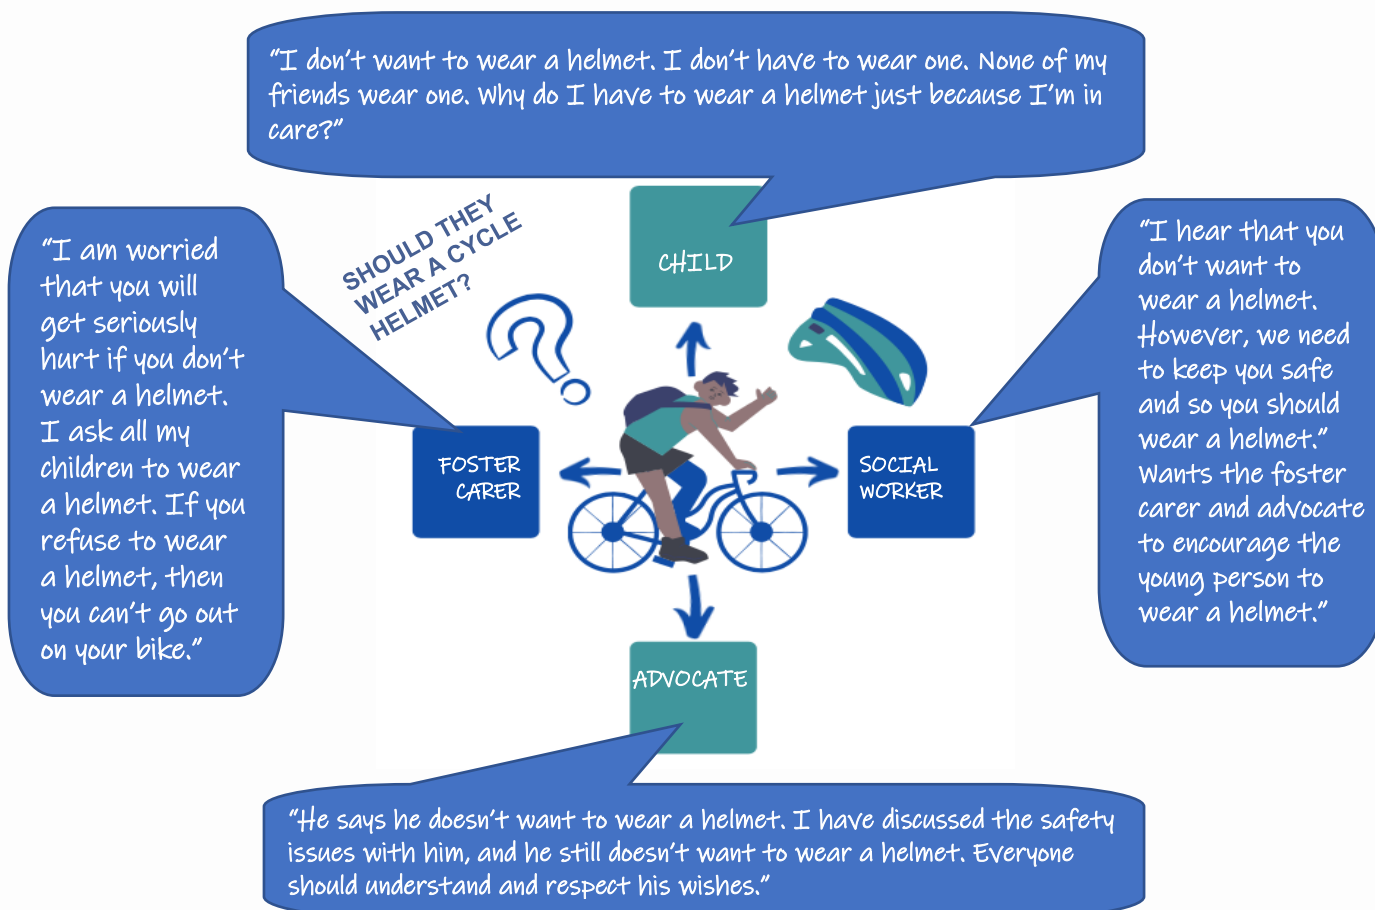 “I don’t want to wear a helmet. I don’t have to wear one. None of my
friends wear one. Why do I have to wear a helmet just because I’m in
care?”
SHOULD THEY
WEAR A CYCLE
HELMET?
CHILD
“I am worried
that you will
get seriously
hurt if you don’t
wear a helmet.
I ask all my
children to wear
a helmet. If you
refuse to wear
a helmet, then
you can’t go out
on your bike.”
FOSTER
CARER
SOCIAL
WORKER
“I hear that you
don’t want to
wear a helmet.
However, we need
to keep you safe
and so you should
wear a helmet.”
Wants the foster
carer and advocate
to encourage the
young person to
wear a helmet.”
ADVOCATE
“He says he doesn’t want to wear a helmet. I have discussed the safety
issues with him, and he still doesn’t want to wear a helmet. Everyone
should understand and respect his wishes.”